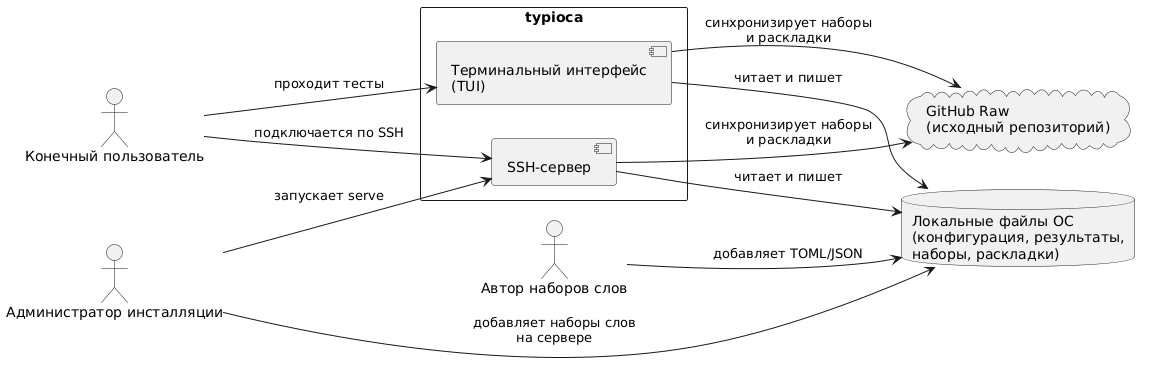 typioca
синхронизирует наборы
и раскладки
Терминальный интерфейс
(TUI)
проходит тесты
читает и пишет
GitHub Raw
(исходный репозиторий)
подключается по SSH
синхронизирует наборы
и раскладки
Конечный пользователь
SSH-сервер
читает и пишет
запускает serve
Локальные файлы ОС
(конфигурация, результаты,
наборы, раскладки)
добавляет TOML/JSON
Автор наборов слов
Администратор инсталляции
добавляет наборы слов
на сервере